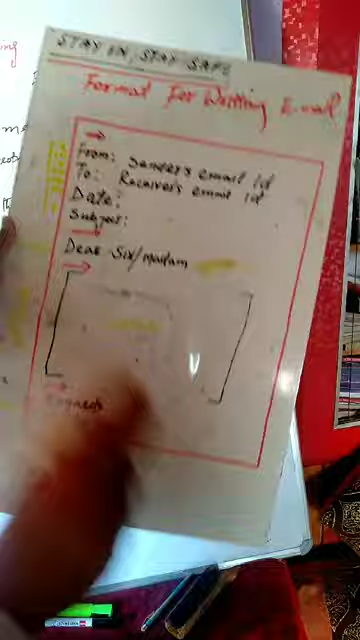 STAY IN, STAY SAFE
Format For Writing E-mail
From: Sender's email id
To: Receiver's email id
Date:
Subject:
Dear Sir/madam